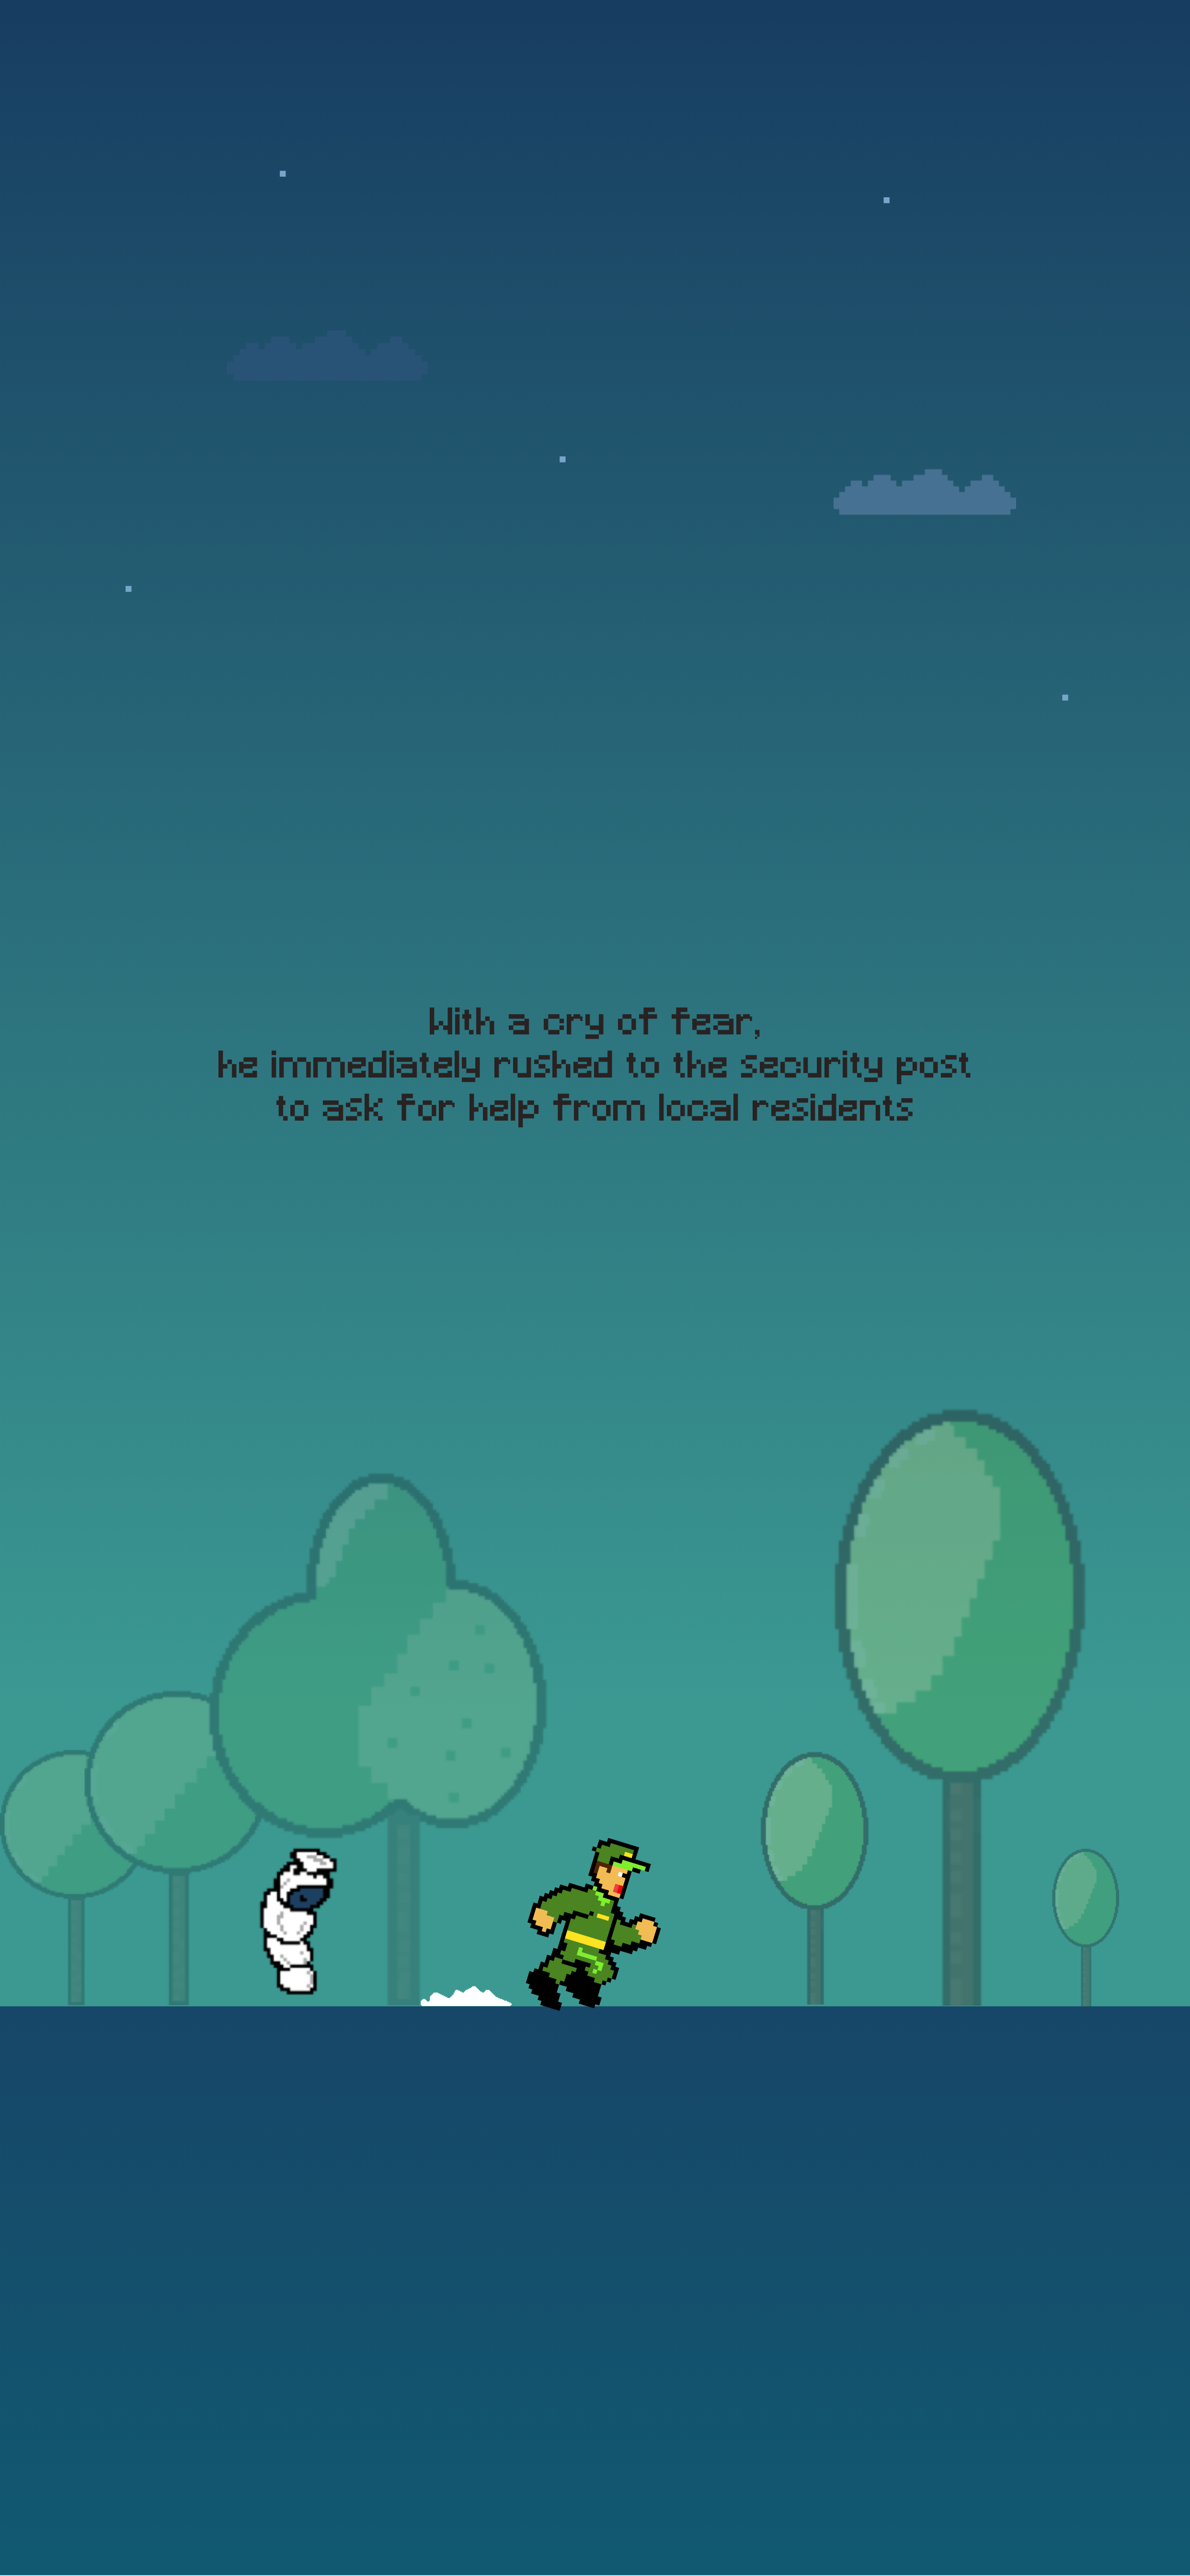 With a cry of fear,
he immediately rushed to the security post
to ask for help from local residents